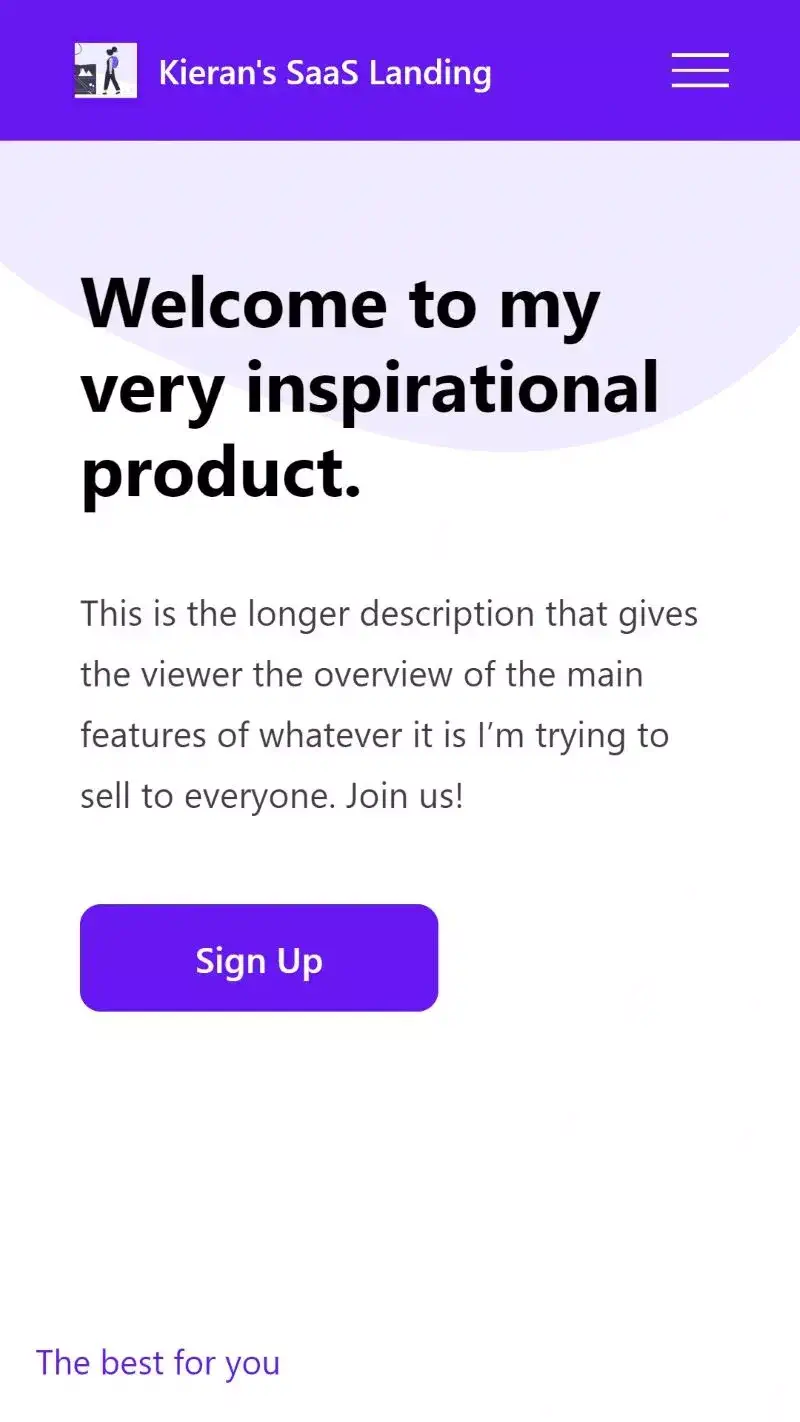 Kieran's SaaS Landing
Welcome to my
very inspirational
product.
This is the longer description that gives
the viewer the overview of the main
features of whatever it is I’m trying to
sell to everyone. Join us!
Sign Up
The best for you